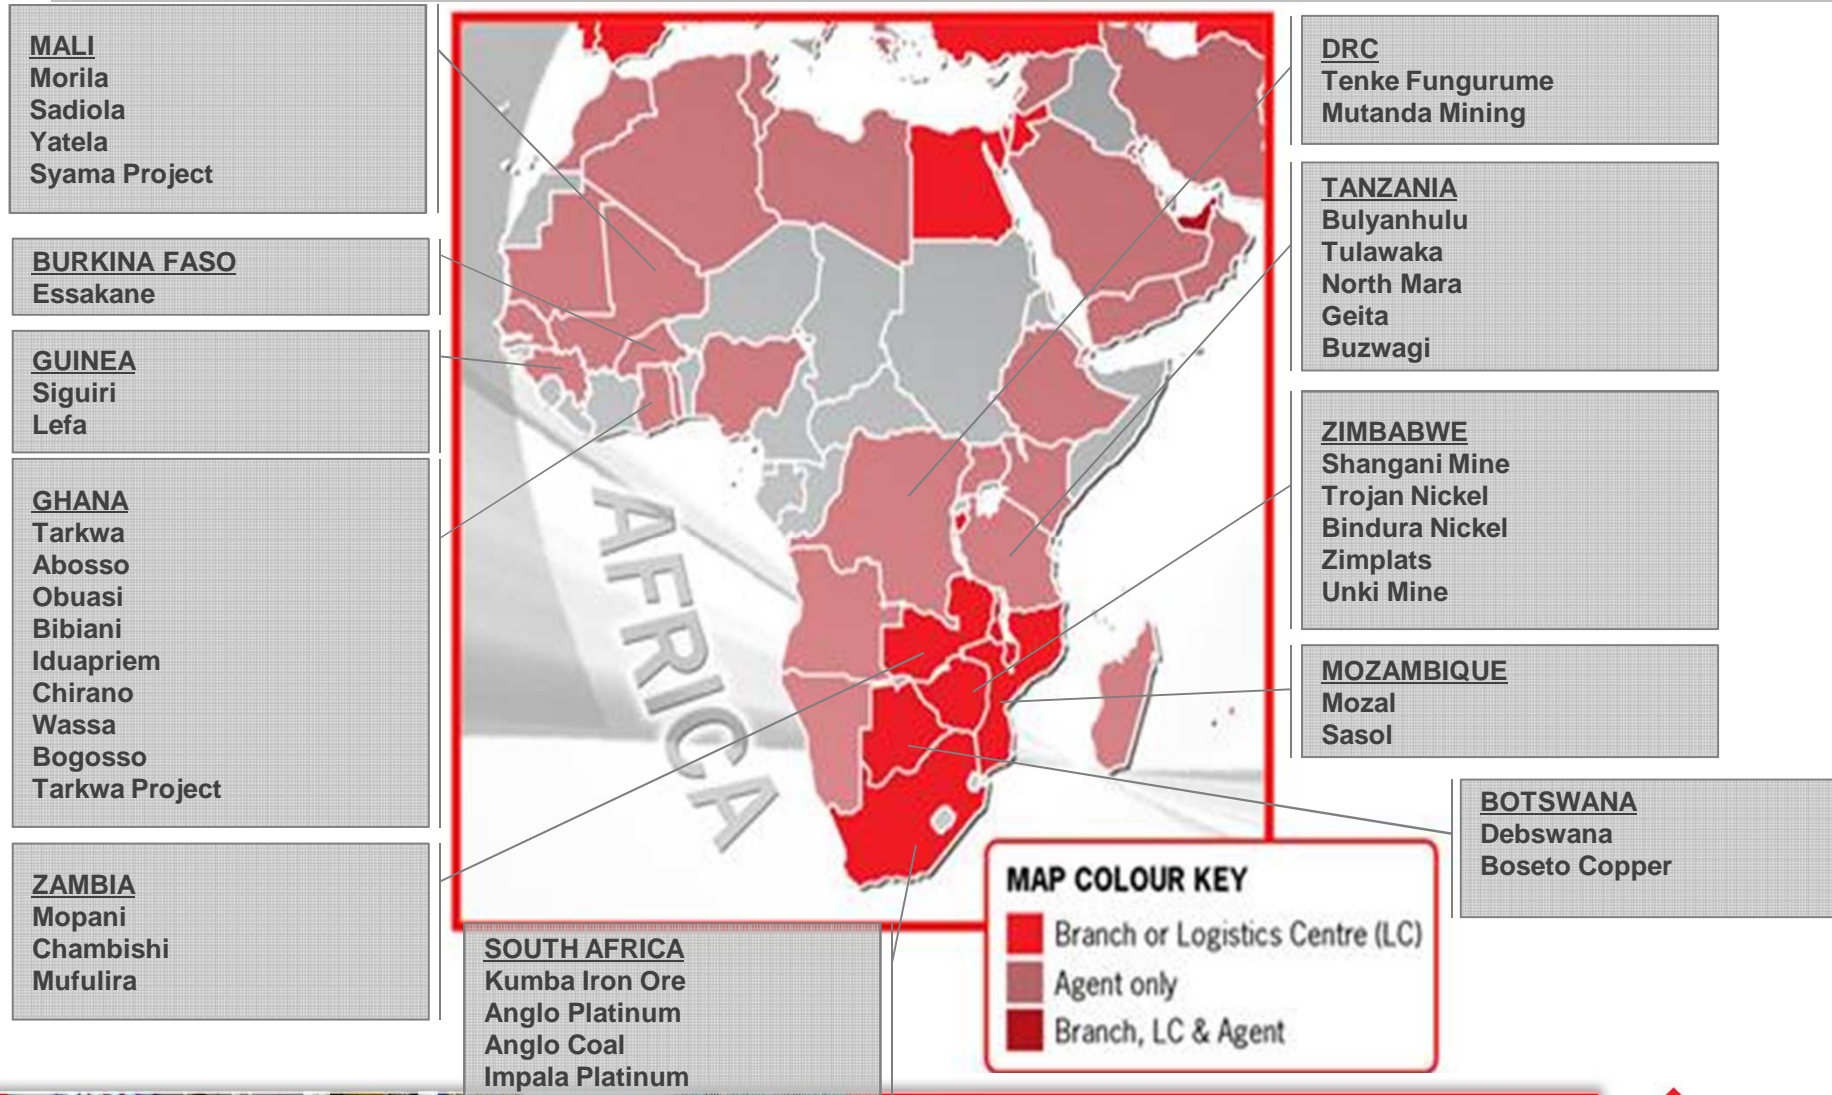 MALI
Morila
Sadiola
Yatela
Syama Project
BURKINA FASO
Essakane
GUINEA
Siguiri
Lefa
GHANA
Tarkwa
Abosso
Obuasi
Bibiani
Iduapriem
Chirano
Wassa
Bogosso
Tarkwa Project
ZAMBIA
Mopani
Chambishi
Mufulira
AFRICA
SOUTH AFRICA
Kumba Iron Ore
Anglo Platinum
Anglo Coal
Impala Platinum
DRC
Tenke Fungurume
Mutanda Mining
TANZANIA
Bulyanhulu
Tulawaka
North Mara
Geita
Buzwagi
ZIMBABWE
Shangani Mine
Trojan Nickel
Bindura Nickel
Zimplats
Unki Mine
MOZAMBIQUE
Mozal
Sasol
BOTSWANA
Debswana
Boseto Copper
MAP COLOUR KEY
Branch or Logistics Centre (LC)
Agent only
Branch, LC & Agent